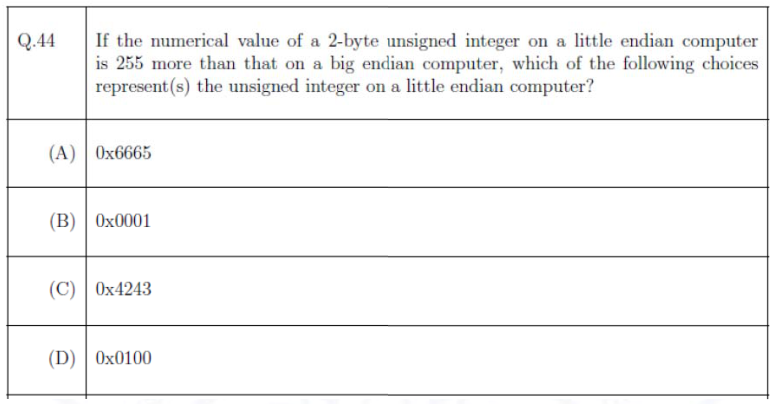 Q.44 If the numerical value of a 2-byte unsigned integer on a little endian computer
is 255 more than that on a big endian computer, which of the following choices
represent(s) the unsigned integer on a little endian computer?
(A) 0x6665
(B) 0x0001
(C) 0x4243
(D) 0x0100